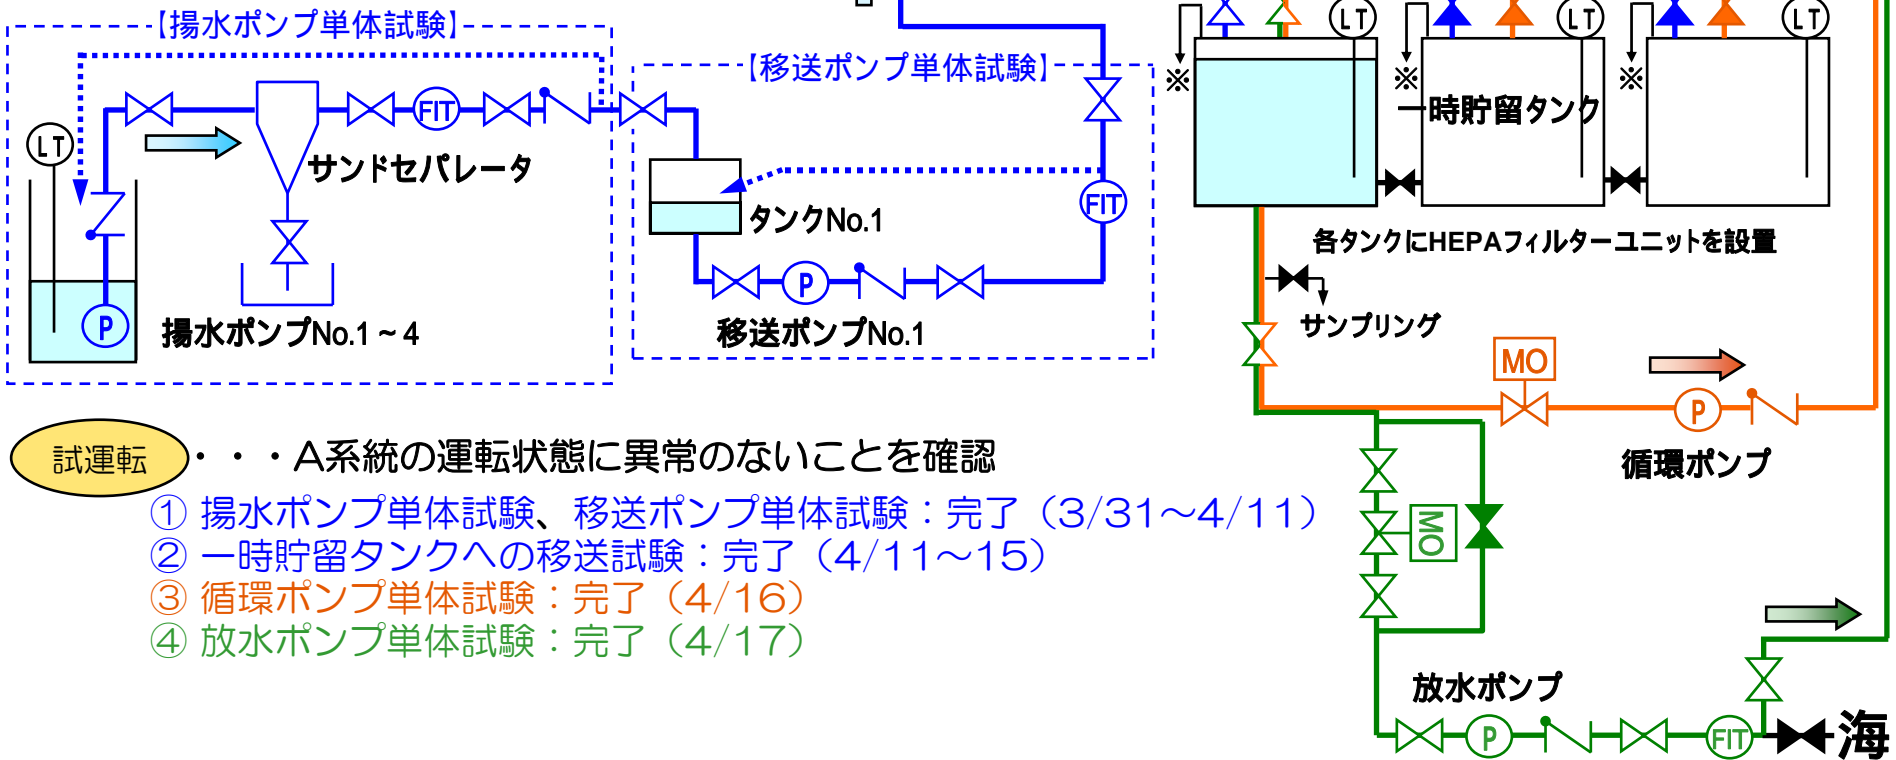 【揚水ポンプ単体試験】
【移送ポンプ単体試験】
LT
LT
LT
LT
※
※
※
一時貯留タンク
FIT
サンドセパレータ
タンクNo.1
FIT
各タンクにHEPAフィルターユニットを設置
P
揚水ポンプNo.1~4
P
移送ポンプNo.1
サンプリング
MO
P
循環ポンプ
試運転・・・A系統の運転状態に異常のないことを確認
① 揚水ポンプ単体試験、移送ポンプ単体試験：完了（3/31～4/11）
② 一時貯留タンクへの移送試験：完了（4/11～15）
③ 循環ポンプ単体試験：完了（4/16）
④ 放水ポンプ単体試験：完了（4/17）
MO
放水ポンプ
P
FIT
海